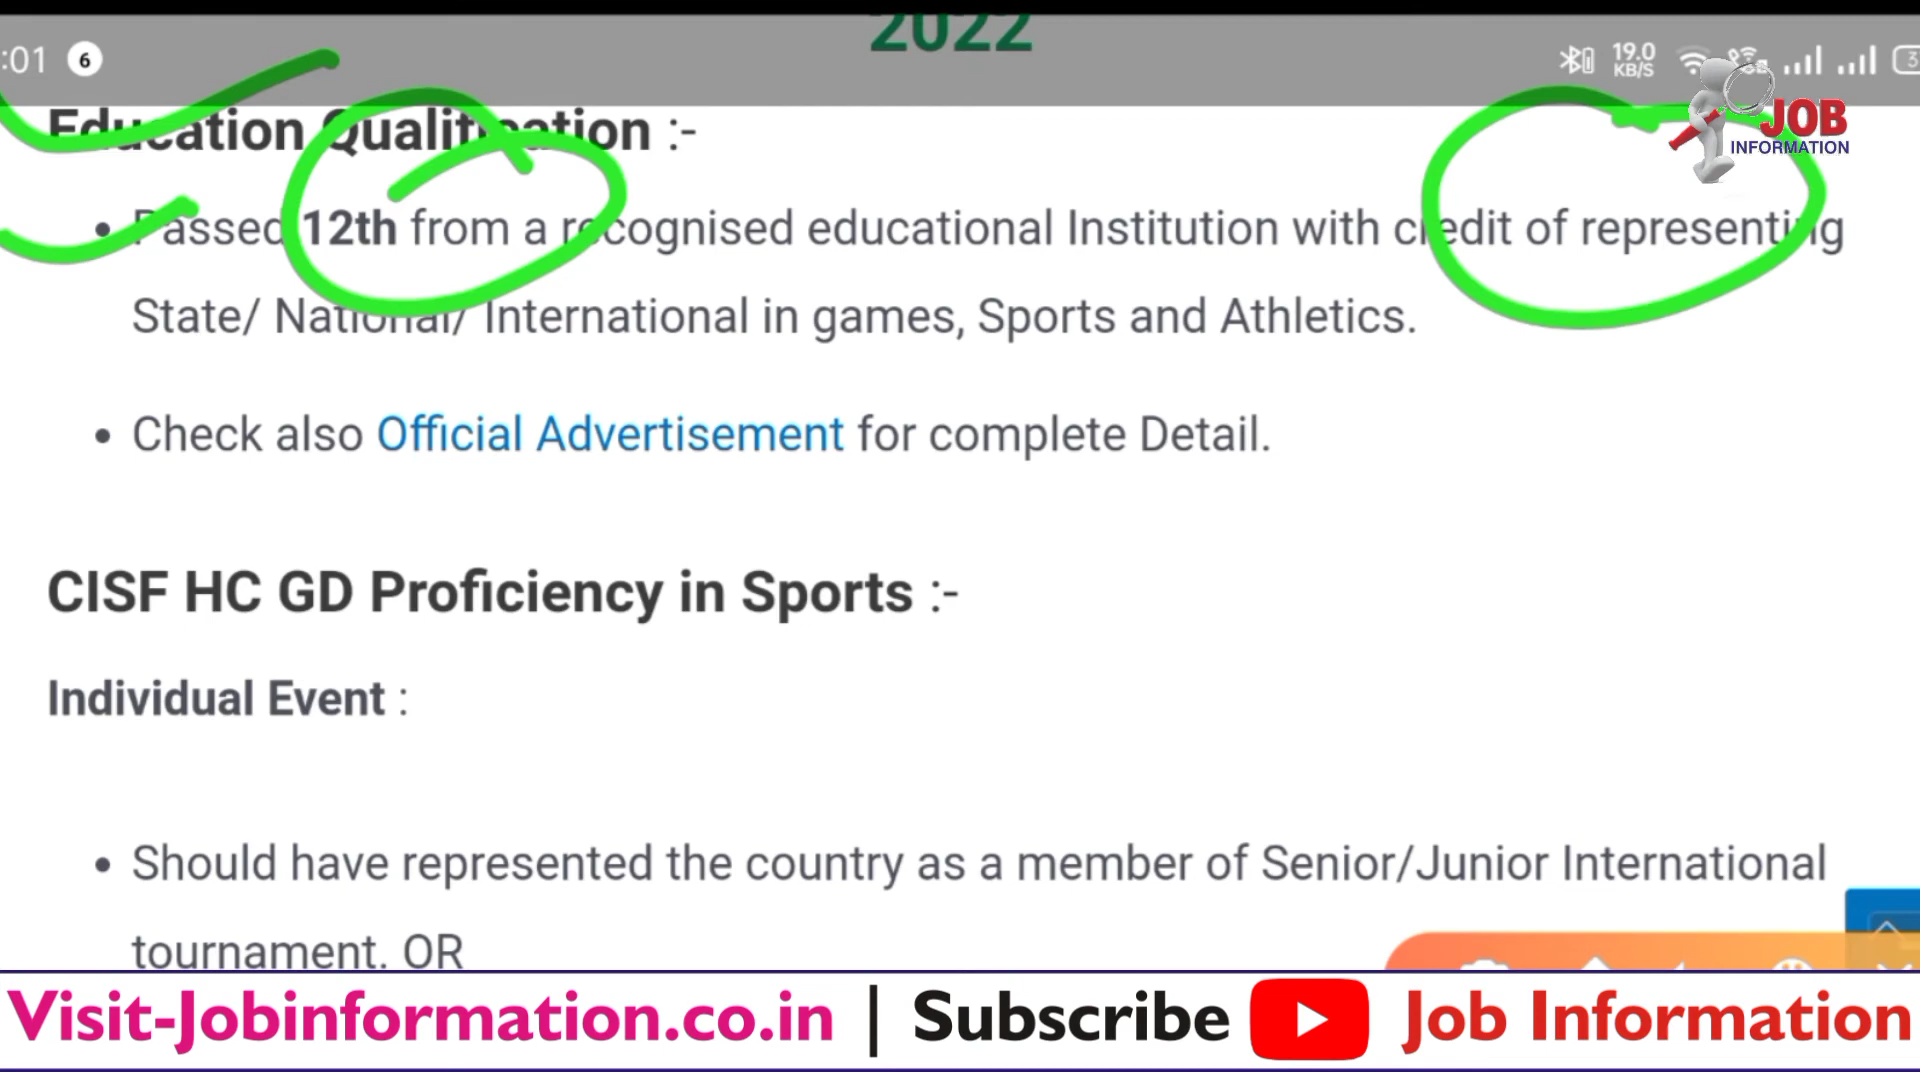 2022
:01 6 19.0 KB/S 3
JOB
INFORMATION
Education Qualification :-
• Passed 12th from a recognised educational Institution with credit of representing
State/ National/ International in games, Sports and Athletics.
• Check also Official Advertisement for complete Detail.
CISF HC GD Proficiency in Sports :-
Individual Event :
• Should have represented the country as a member of Senior/Junior International
tournament. OR
Visit-Jobinformation.co.in | Subscribe Job Information